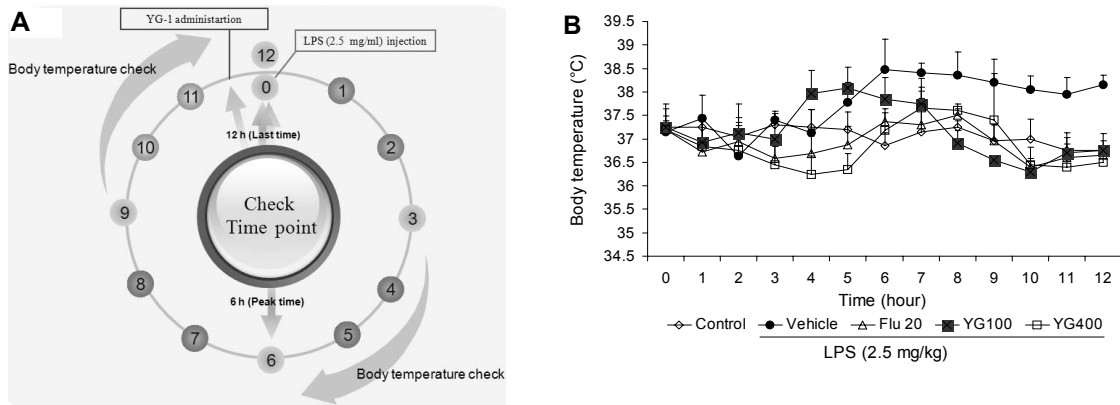 A
YG-1 administartion
LPS (2.5 mg/ml) injection
Body temperature check
12
0
1
2
3
4
5
6
7
8
9
10
11
12 h (Last time)
Check
Time point
6 h (Peak time)
Body temperature check
B
Body temperature (°C)
39.5
39
38.5
38
37.5
37
36.5
36
35.5
35
34.5
0 1 2 3 4 5 6 7 8 9 10 11 12
Time (hour)
Control Vehicle Flu 20 YG100 YG400
LPS (2.5 mg/kg)